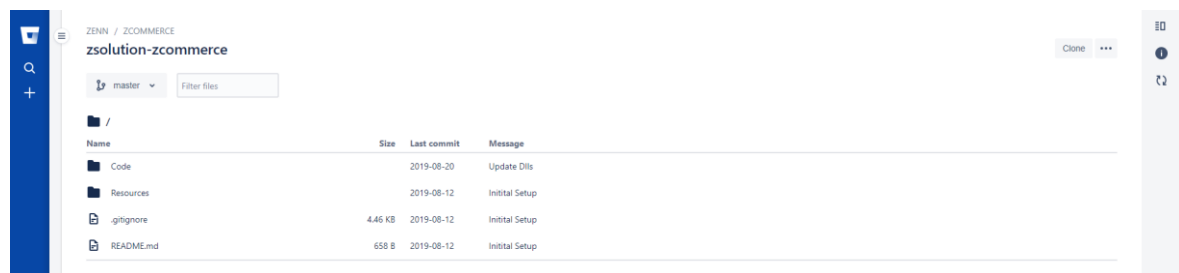 ZENN / ZCOMMERCE
zsolution-zcommerce
Clone
master
Filter files
/
Name Size Last commit Message
Code 2019-08-20 Update Dlls
Resources 2019-08-12 Initital Setup
.gitignore 4.46 KB 2019-08-12 Initital Setup
README.md 658 B 2019-08-12 Initital Setup